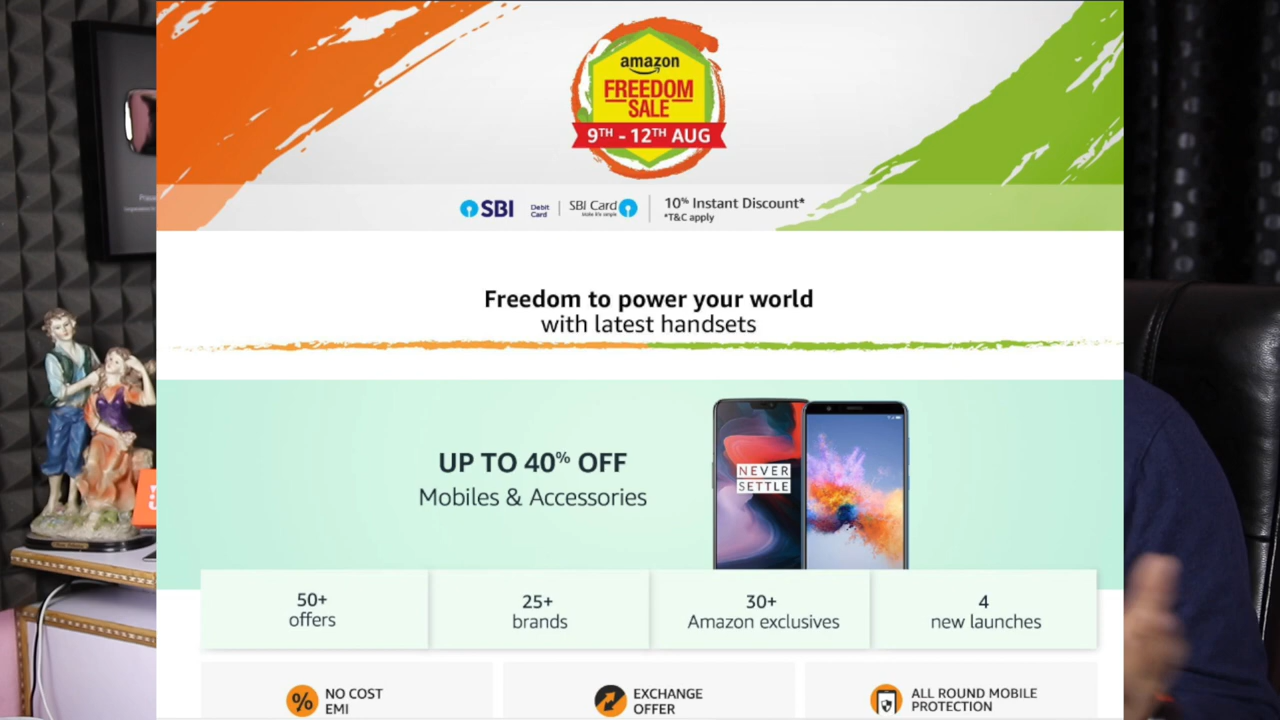 amazon
FREEDOM
SALE
9TH - 12TH AUG
SBI Debit Card | SBI Card | 10% Instant Discount*
*T&C apply
Freedom to power your world
with latest handsets
UP TO 40% OFF
Mobiles & Accessories
NEVER
SETTLE
50+
offers
25+
brands
30+
Amazon exclusives
4
new launches
NO COST
EMI
EXCHANGE
OFFER
ALL ROUND MOBILE
PROTECTION